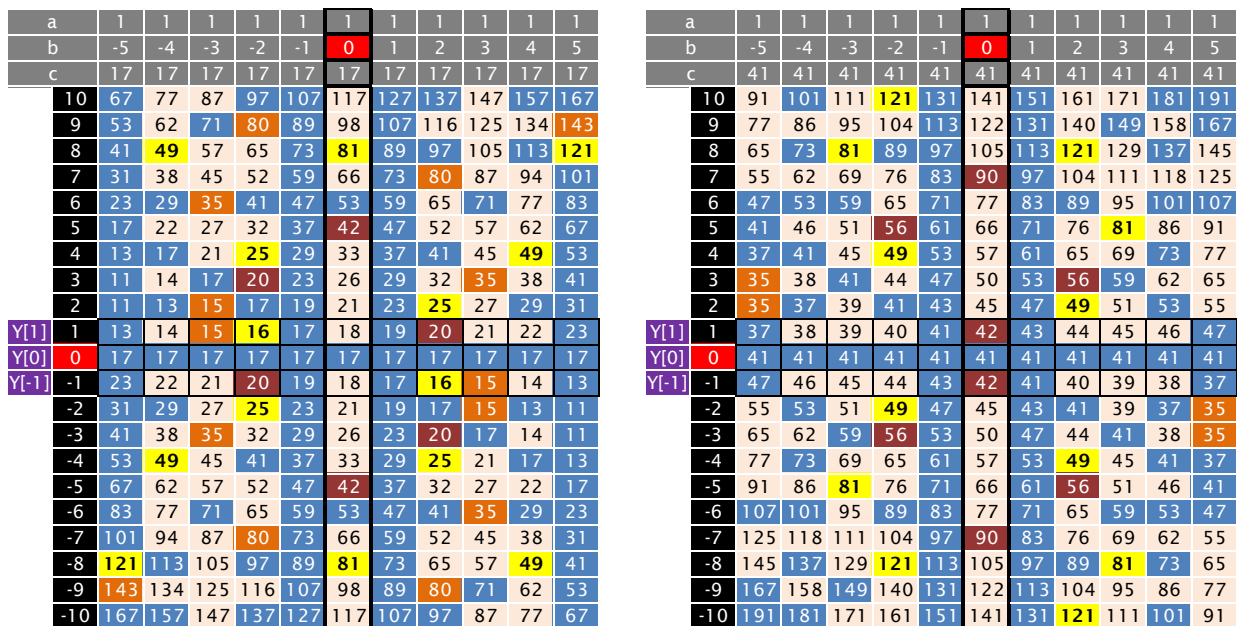 a 1 1 1 1 1 1 1 1 1 1 1
b -5 -4 -3 -2 -1 0 1 2 3 4 5
c 17 17 17 17 17 17 17 17 17 17 17
10 67 77 87 97 107 117 127 137 147 157 167
9 53 62 71 80 89 98 107 116 125 134 143
8 41 49 57 65 73 81 89 97 105 113 121
7 31 38 45 52 59 66 73 80 87 94 101
6 23 29 35 41 47 53 59 65 71 77 83
5 17 22 27 32 37 42 47 52 57 62 67
4 13 17 21 25 29 33 37 41 45 49 53
3 11 14 17 20 23 26 29 32 35 38 41
2 11 13 15 17 19 21 23 25 27 29 31
Y[1] 1 13 14 15 16 17 18 19 20 21 22 23
Y[0] 0 17 17 17 17 17 17 17 17 17 17 17
Y[-1] -1 23 22 21 20 19 18 17 16 15 14 13
-2 31 29 27 25 23 21 19 17 15 13 11
-3 41 38 35 32 29 26 23 20 17 14 11
-4 53 49 45 41 37 33 29 25 21 17 13
-5 67 62 57 52 47 42 37 32 27 22 17
-6 83 77 71 65 59 53 47 41 35 29 23
-7 101 94 87 80 73 66 59 52 45 38 31
-8 121 113 105 97 89 81 73 65 57 49 41
-9 143 134 125 116 107 98 89 80 71 62 53
-10 167 157 147 137 127 117 107 97 87 77 67
a 1 1 1 1 1 1 1 1 1 1 1
b -5 -4 -3 -2 -1 0 1 2 3 4 5
c 41 41 41 41 41 41 41 41 41 41 41
10 91 101 111 121 131 141 151 161 171 181 191
9 77 86 95 104 113 122 131 140 149 158 167
8 65 73 81 89 97 105 113 121 129 137 145
7 55 62 69 76 83 90 97 104 111 118 125
6 47 53 59 65 71 77 83 89 95 101 107
5 41 46 51 56 61 66 71 76 81 86 91
4 37 41 45 49 53 57 61 65 69 73 77
3 35 38 41 44 47 50 53 56 59 62 65
2 35 37 39 41 43 45 47 49 51 53 55
Y[1] 1 37 38 39 40 41 42 43 44 45 46 47
Y[0] 0 41 41 41 41 41 41 41 41 41 41 41
Y[-1] -1 47 46 45 44 43 42 41 40 39 38 37
-2 55 53 51 49 47 45 43 41 39 37 35
-3 65 62 59 56 53 50 47 44 41 38 35
-4 77 73 69 65 61 57 53 49 45 41 37
-5 91 86 81 76 71 66 61 56 51 46 41
-6 107 101 95 89 83 77 71 65 59 53 47
-7 125 118 111 104 97 90 83 76 69 62 55
-8 145 137 129 121 113 105 97 89 81 73 65
-9 167 158 149 140 131 122 113 104 95 86 77
-10 191 181 171 161 151 141 131 121 111 101 91